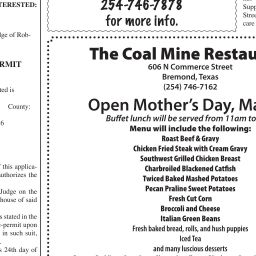 TERESTED:
dge of Rob-
RMIT
ted is
County:
6
f this applica-
authorizes the
Judge on the
house of said
s stated in the
-permit upon
in such suit,
s 24th day of
254-746-7878
for more info.
Supp
care
The Coal Mine Restau
606 N Commerce Street
Bremond, Texas
(254) 746-7162
Open Mother's Day, Ma
Buffet lunch will be served from 11am to
Menu will include the following:
Roast Beef & Gravy
Chicken Fried Steak with Cream Gravy
Southwest Grilled Chicken Breast
Charbroiled Blackened Catfish
Twiced Baked Mashed Potatoes
Pecan Praline Sweet Potatoes
Fresh Cut Corn
Broccoli and Cheese
Italian Green Beans
Fresh baked bread, rolls, and hush puppies
Iced Tea
and many luscious desserts